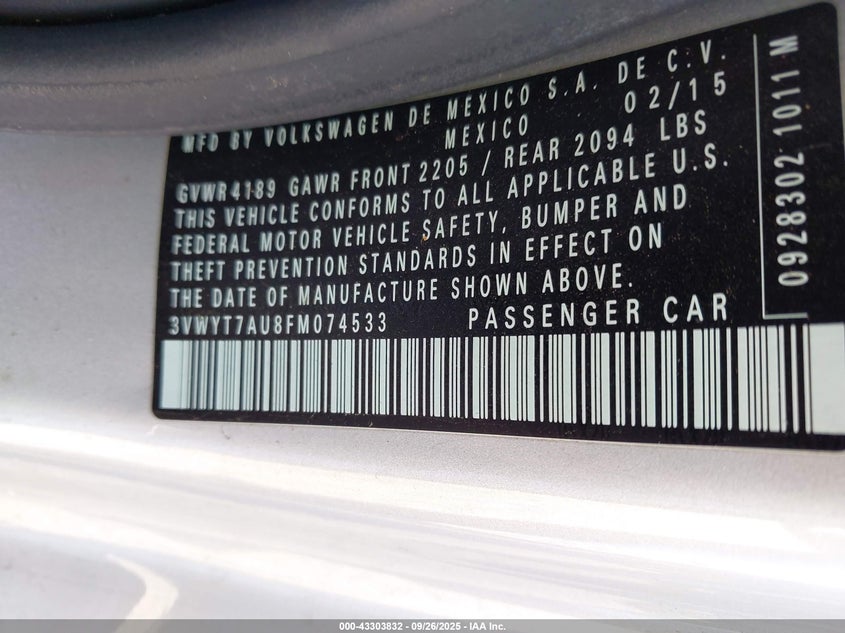 MFD BY VOLKSWAGEN DE MEXICO S.A. DE C.V.
MEXICO 02/15
GVWR 4189 GAWR FRONT 2205 / REAR 2094 LBS
THIS VEHICLE CONFORMS TO ALL APPLICABLE U.S.
FEDERAL MOTOR VEHICLE SAFETY, BUMPER AND
THEFT PREVENTION STANDARDS IN EFFECT ON
THE DATE OF MANUFACTURE SHOWN ABOVE.
3VWYT7AU8FM074533 PASSENGER CAR
0928302 1011 M
000-43303832 - 09/26/2025 - IAA Inc.